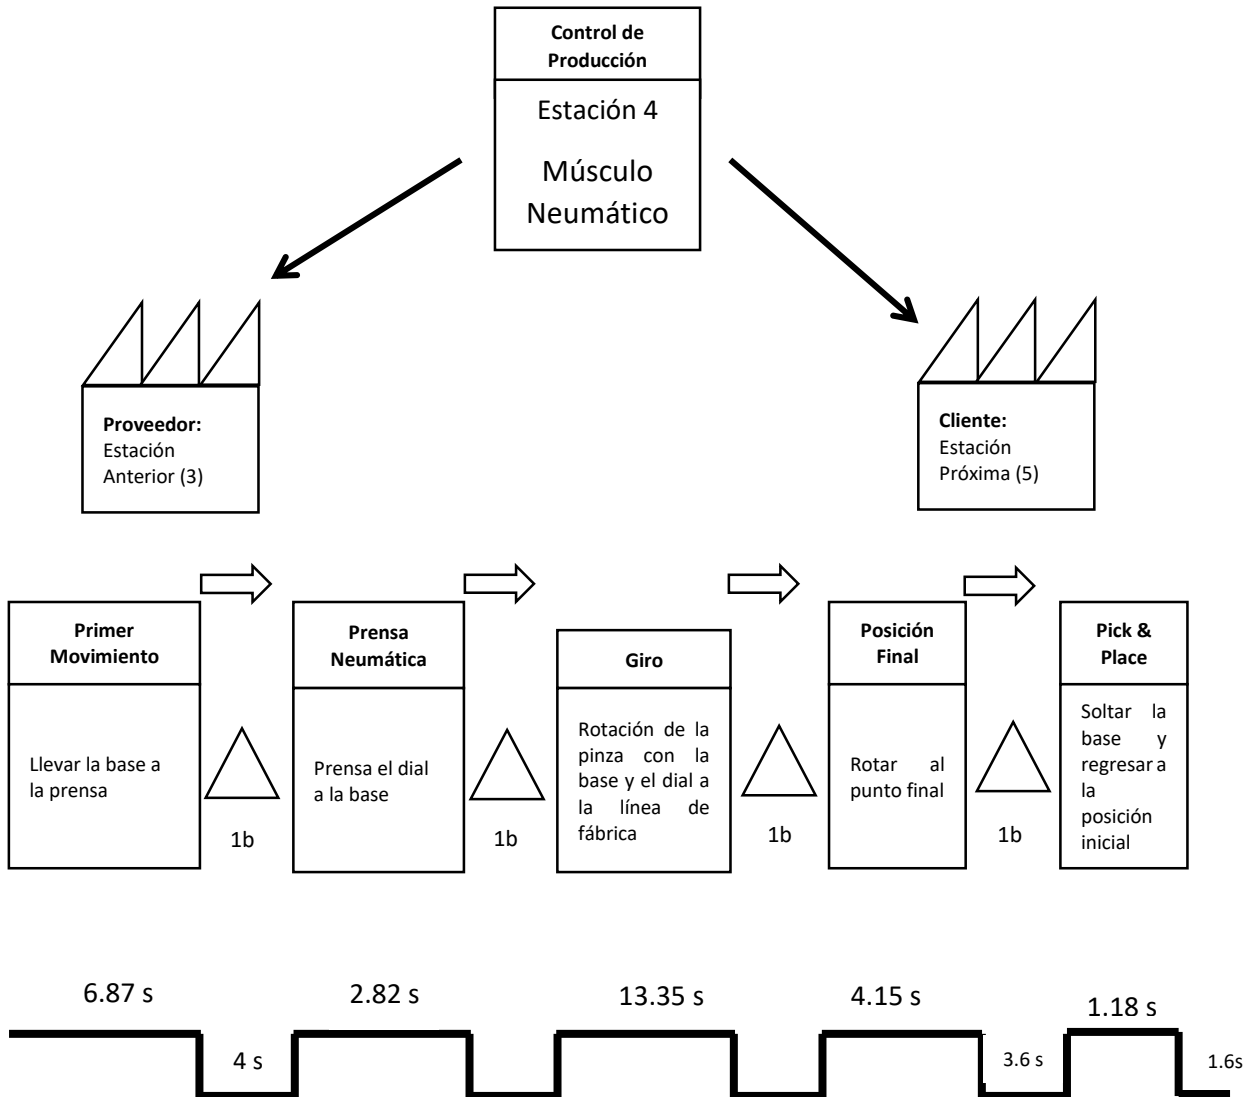 Control de
Producción
Estación 4
Músculo
Neumático
Proveedor:
Estación
Anterior (3)
Cliente:
Estación
Próxima (5)
Primer
Movimiento
Llevar la base a
la prensa
1b
Prensa
Neumática
Prensa el dial
a la base
1b
Giro
Rotación de la
pinza con la
base y el dial a
la línea de
fábrica
1b
Posición
Final
Rotar al
punto final
1b
Pick &
Place
Soltar la
base y
regresar a
la
posición
inicial
6.87 s
2.82 s
13.35 s
4.15 s
1.18 s
4 s
3.6 s
1.6s